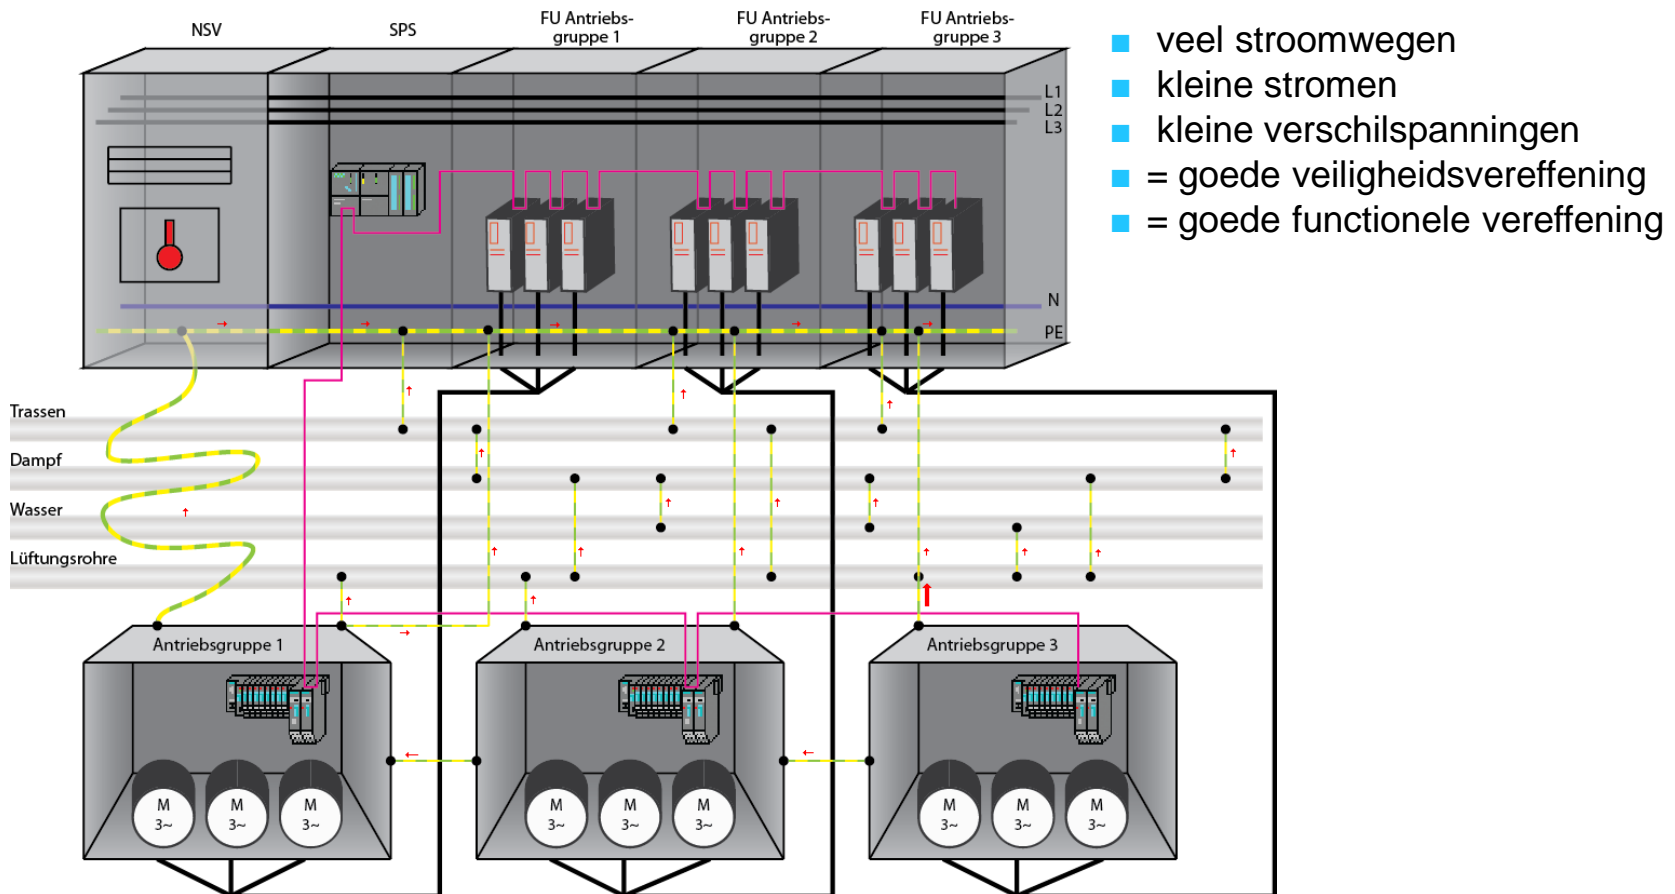 NSV
SPS
FU Antriebs-
gruppe 1
FU Antriebs-
gruppe 2
FU Antriebs-
gruppe 3
L1
L2
L3
N
PE
veel stroomwegen
kleine stromen
kleine verschilspanningen
= goede veiligheidsvereffening
= goede functionele vereffening
Trassen
Dampf
Wasser
Lüftungsrohre
Antriebsgruppe 1
Antriebsgruppe 2
Antriebsgruppe 3
M
3~
M
3~
M
3~
M
3~
M
3~
M
3~
M
3~
M
3~
M
3~